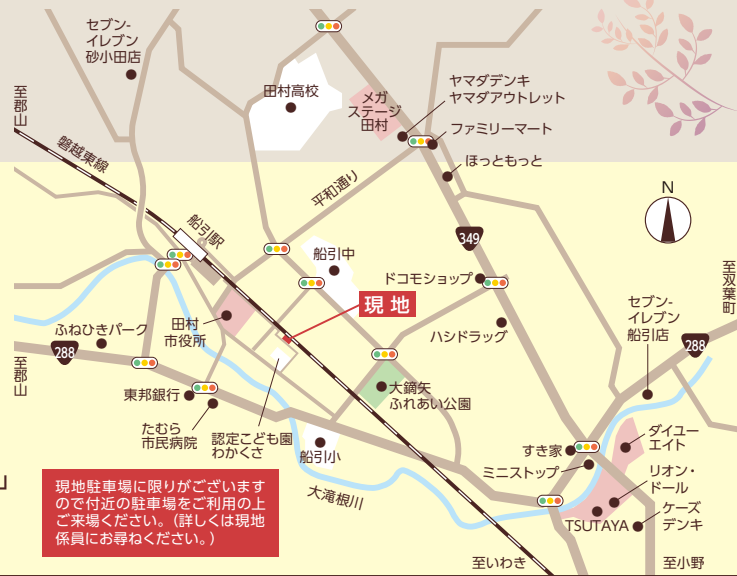 セブン-
イレブン
砂小田店
田村高校
メガ
ステージ
田村
ヤマダデンキ
ヤマダアウトレット
ファミリーマート
ほっともっと
至郡山
磐越東線
平和通り
N
船引駅
船引中
349
ドコモショップ
至双葉町
現地
セブン-
イレブン
船引店
288
ふねひきパーク
288
田村
市役所
ハシドラッグ
至郡山
東邦銀行
大鏑矢
ふれあい公園
たむら
市民病院
認定こども園
わかくさ
船引小
すき家
ミニストップ
ダイユー
エイト
リオン・
ドール
TSUTAYA
ケーズ
デンキ
大滝根川
」
現地駐車場に限りがございます
ので付近の駐車場をご利用の上
ご来場ください。（詳しくは現地
係員にお尋ねください。）
至いわき
至小野